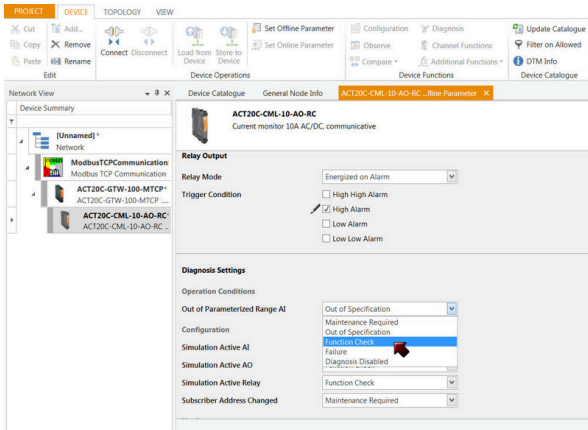 PROJECT DEVICE TOPOLOGY VIEW
Cut Add... Set Offline Parameter Configuration Diagnosis Update Catalogue
Copy Remove Connect Disconnect Load from Device Store to Device Set Online Parameter Observe Channel Functions Filter on Allowed
Paste Rename Compare Additional Functions DTM Info
Edit Device Operations Device Functions Device Catalogue
Network View Device Catalogue General Node Info ACT20C-CML-10-AO-RC ...fline Parameter
Device Summary
ACT20C-CML-10-AO-RC
Current monitor 10A AC/DC, communicative
[Unnamed]*
Network
ModbusTCPCommunication
Modbus TCP Communication
ACT20C-GTW-100-MTCP*
ACT20C-GTW-100-MTCP ....
ACT20C-CML-10-AO-RC*
ACT20C-CML-10-AO-RC ..
Relay Output
Relay Mode Energized on Alarm
Trigger Condition High High Alarm
High Alarm
Low Alarm
Low Low Alarm
Diagnosis Settings
Operation Conditions
Out of Parameterized Range AI Out of Specification
Maintenance Required
Out of Specification
Configuration
Function Check
Simulation Active AI
Failure
Diagnosis Disabled
Simulation Active AO
Simulation Active Relay Function Check
Subscriber Address Changed Maintenance Required